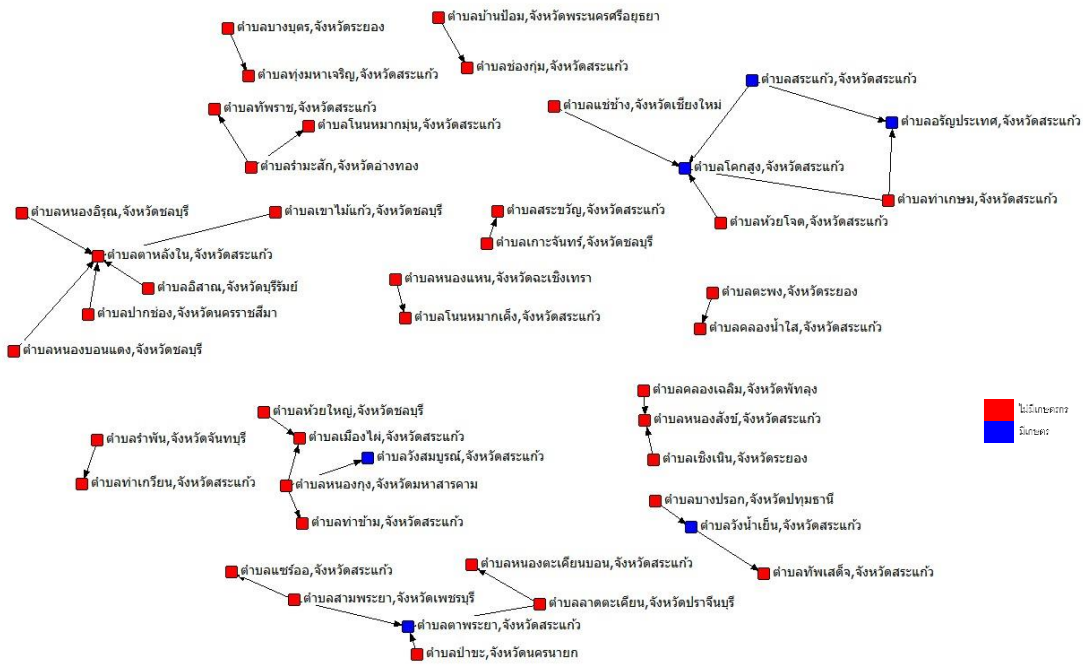 ตำบลบางบุตร,จังหวัดระยอง
ตำบลบ้านป้อม,จังหวัดพระนครศรีอยุธยา
ตำบลทุ่งมหาเจริญ,จังหวัดสระแก้ว
ตำบลช่องกุ่ม,จังหวัดสระแก้ว
ตำบลสระแก้ว,จังหวัดสระแก้ว
ตำบลทัพราช,จังหวัดสระแก้ว
ตำบลแช่ช้าง,จังหวัดเชียงใหม่
ตำบลโนนหมากมุ่น,จังหวัดสระแก้ว
ตำบลอรัญประเทศ,จังหวัดสระแก้ว
ตำบลรำมะสัก,จังหวัดอ่างทอง
ตำบลโคกสูง,จังหวัดสระแก้ว
ตำบลท่าเกษม,จังหวัดสระแก้ว
ตำบลหนองอิรุณ,จังหวัดชลบุรี
ตำบลเขาไม้แก้ว,จังหวัดชลบุรี
ตำบลสระขวัญ,จังหวัดสระแก้ว
ตำบลห้วยโจด,จังหวัดสระแก้ว
ตำบลเกาะจันทร์,จังหวัดชลบุรี
ตำบลตาหลังใน,จังหวัดสระแก้ว
ตำบลหนองแหน,จังหวัดฉะเชิงเทรา
ตำบลอิสาณ,จังหวัดบุรีรัมย์
ตำบลตะพง,จังหวัดระยอง
ตำบลปากช่อง,จังหวัดนครราชสีมา
ตำบลโนนหมากเค็ง,จังหวัดสระแก้ว
ตำบลคลองน้ำใส,จังหวัดสระแก้ว
ตำบลหนองบอนแดง,จังหวัดชลบุรี
ตำบลคลองเฉลิม,จังหวัดพัทลุง
ตำบลห้วยใหญ่,จังหวัดชลบุรี
ไม่มีเกษตรกร
ตำบลหนองสังข์,จังหวัดสระแก้ว
มีเกษตร
ตำบลรำพัน,จังหวัดจันทบุรี
ตำบลเมืองไผ่,จังหวัดสระแก้ว
ตำบลวังสมบูรณ์,จังหวัดสระแก้ว
ตำบลเชิงเนิน,จังหวัดระยอง
ตำบลท่าเกวียน,จังหวัดสระแก้ว
ตำบลหนองกุง,จังหวัดมหาสารคาม
ตำบลบางปรอก,จังหวัดปทุมธานี
ตำบลท่าข้าม,จังหวัดสระแก้ว
ตำบลวังน้ำเย็น,จังหวัดสระแก้ว
ตำบลหนองตะเคียนบอน,จังหวัดสระแก้ว
ตำบลแซร์ออ,จังหวัดสระแก้ว
ตำบลทัพเสด็จ,จังหวัดสระแก้ว
ตำบลสามพระยา,จังหวัดเพชรบุรี
ตำบลลาดตะเคียน,จังหวัดปราจีนบุรี
ตำบลตาพระยา,จังหวัดสระแก้ว
ตำบลป่าขะ,จังหวัดนครนายก